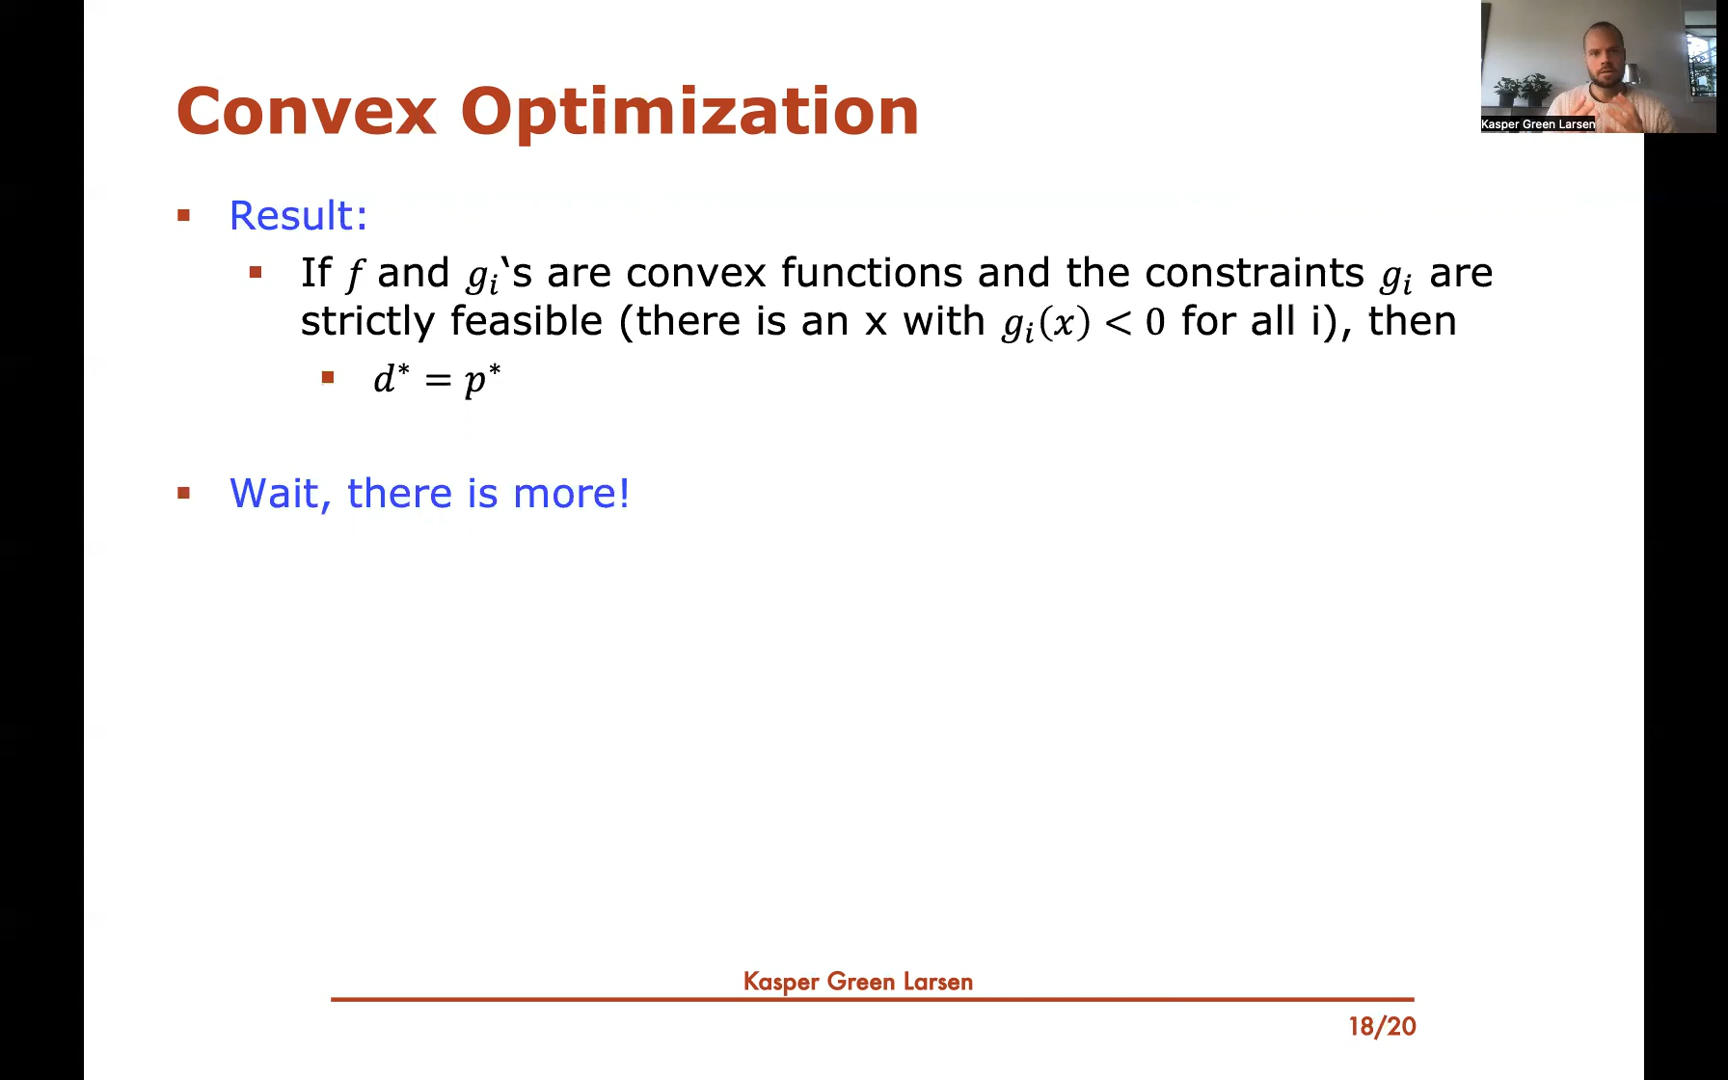 Kasper Green Larsen
Convex Optimization
▪ Result:
▪ If f and gᵢ‘s are convex functions and the constraints gᵢ are
strictly feasible (there is an x with gᵢ(x) < 0 for all i), then
▪ d* = p*
▪ Wait, there is more!
Kasper Green Larsen
18/20